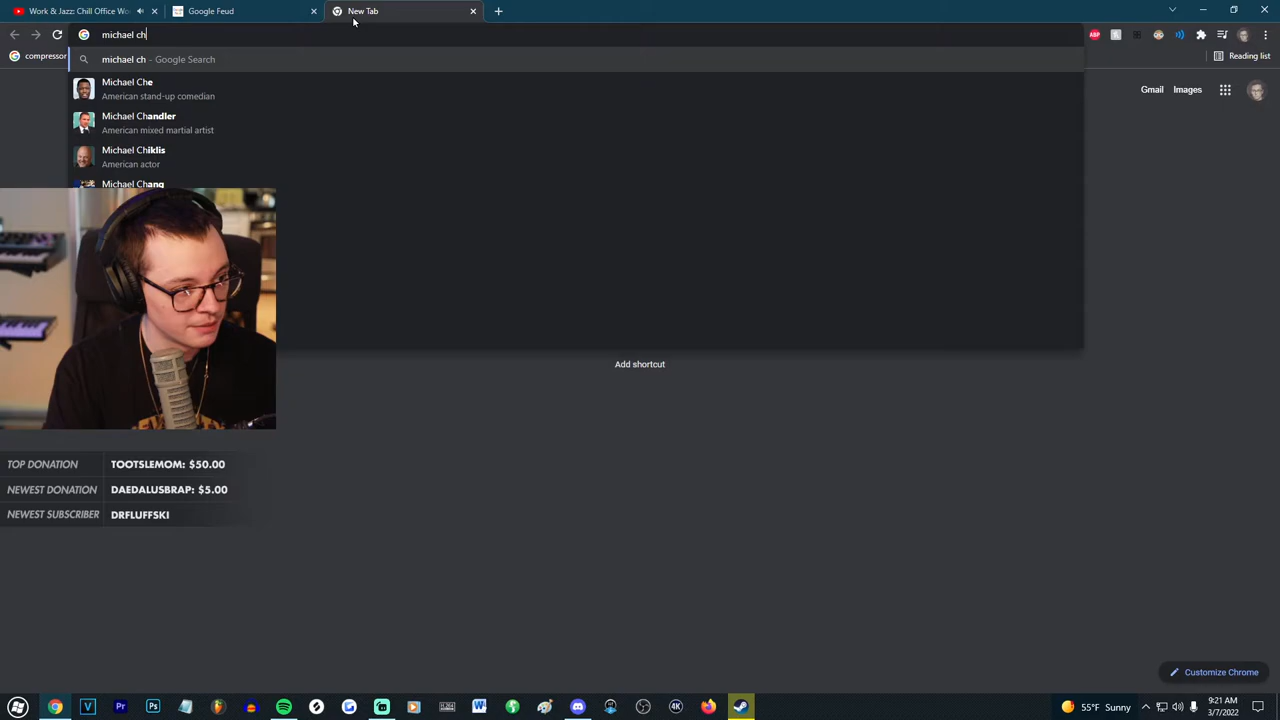 Work & Jazz: Chill Office Wo
Google Feud
New Tab
michael ch
compressor
ABP
Reading list
michael ch - Google Search
Michael Che
American stand-up comedian
Gmail
Images
Michael Chandler
American mixed martial artist
Michael Chiklis
American actor
Michael Chang
Add shortcut
TOP DONATION
TOOTSLEMOM: $50.00
NEWEST DONATION
DAEDALUSBRAP: $5.00
NEWEST SUBSCRIBER
DRFLUFFSKI
Customize Chrome
55°F Sunny
9:21 AM
3/7/2022